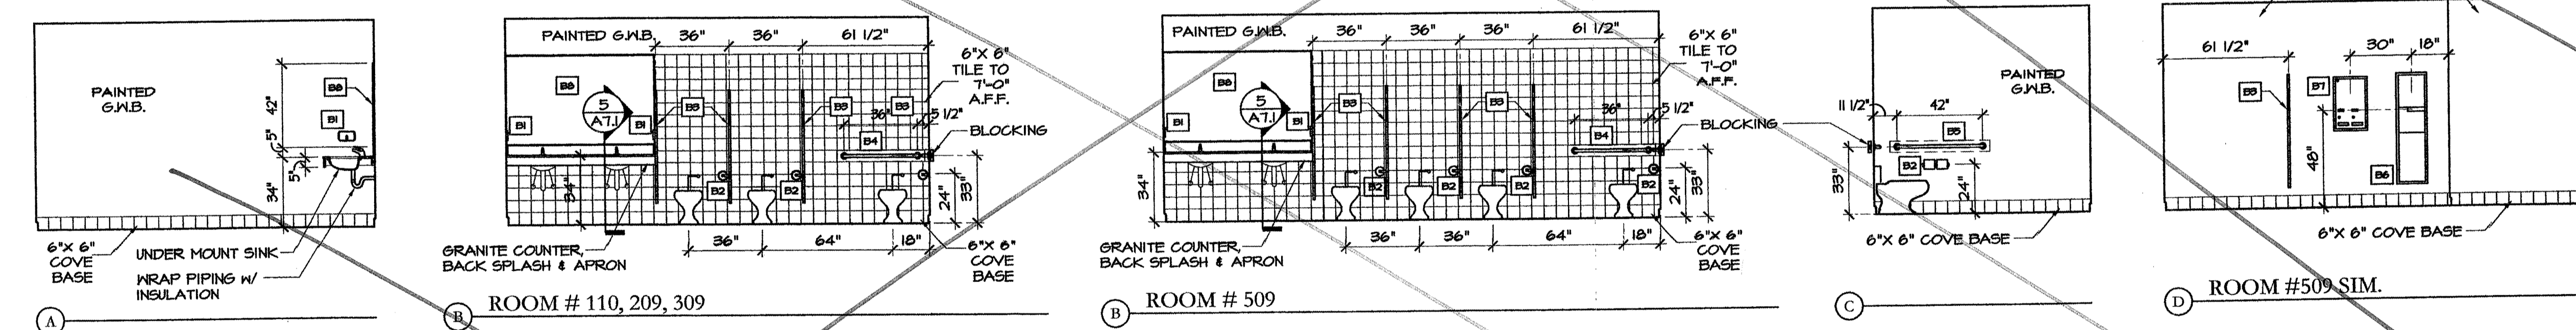 PAINTED
G.W.B.
42"
5"
5"
34"
B8
B1
6"X 6"
COVE
BASE
UNDER MOUNT SINK
WRAP PIPING W/
INSULATION
A
PAINTED G.W.B.
36"
36"
61 1/2"
6"X 6"
TILE TO
7'-0"
A.F.F.
B8
5
A7.1
B1
B1
B3
B3
B3
36"
5 1/2"
B4
BLOCKING
B2
B2
34"
24"
33"
36"
64"
18"
GRANITE COUNTER,
BACK SPLASH & APRON
6"X 6"
COVE
BASE
B
ROOM # 110, 209, 309
PAINTED G.W.B.
36"
36"
36"
61 1/2"
6"X 6"
TILE TO
7'-0"
A.F.F.
B8
5
A7.1
B1
B1
B3
B3
36"
5 1/2"
B4
BLOCKING
B2
B2
B2
B2
34"
24"
33"
36"
36"
64"
18"
GRANITE COUNTER,
BACK SPLASH & APRON
6"X 6"
COVE
BASE
B
ROOM # 509
PAINTED
G.W.B.
11 1/2"
42"
B5
B2
33"
24"
6"X 6" COVE BASE
C
61 1/2"
30"
18"
B3
B7
48"
B6
6"X 6" COVE BASE
D
ROOM #509 SIM.